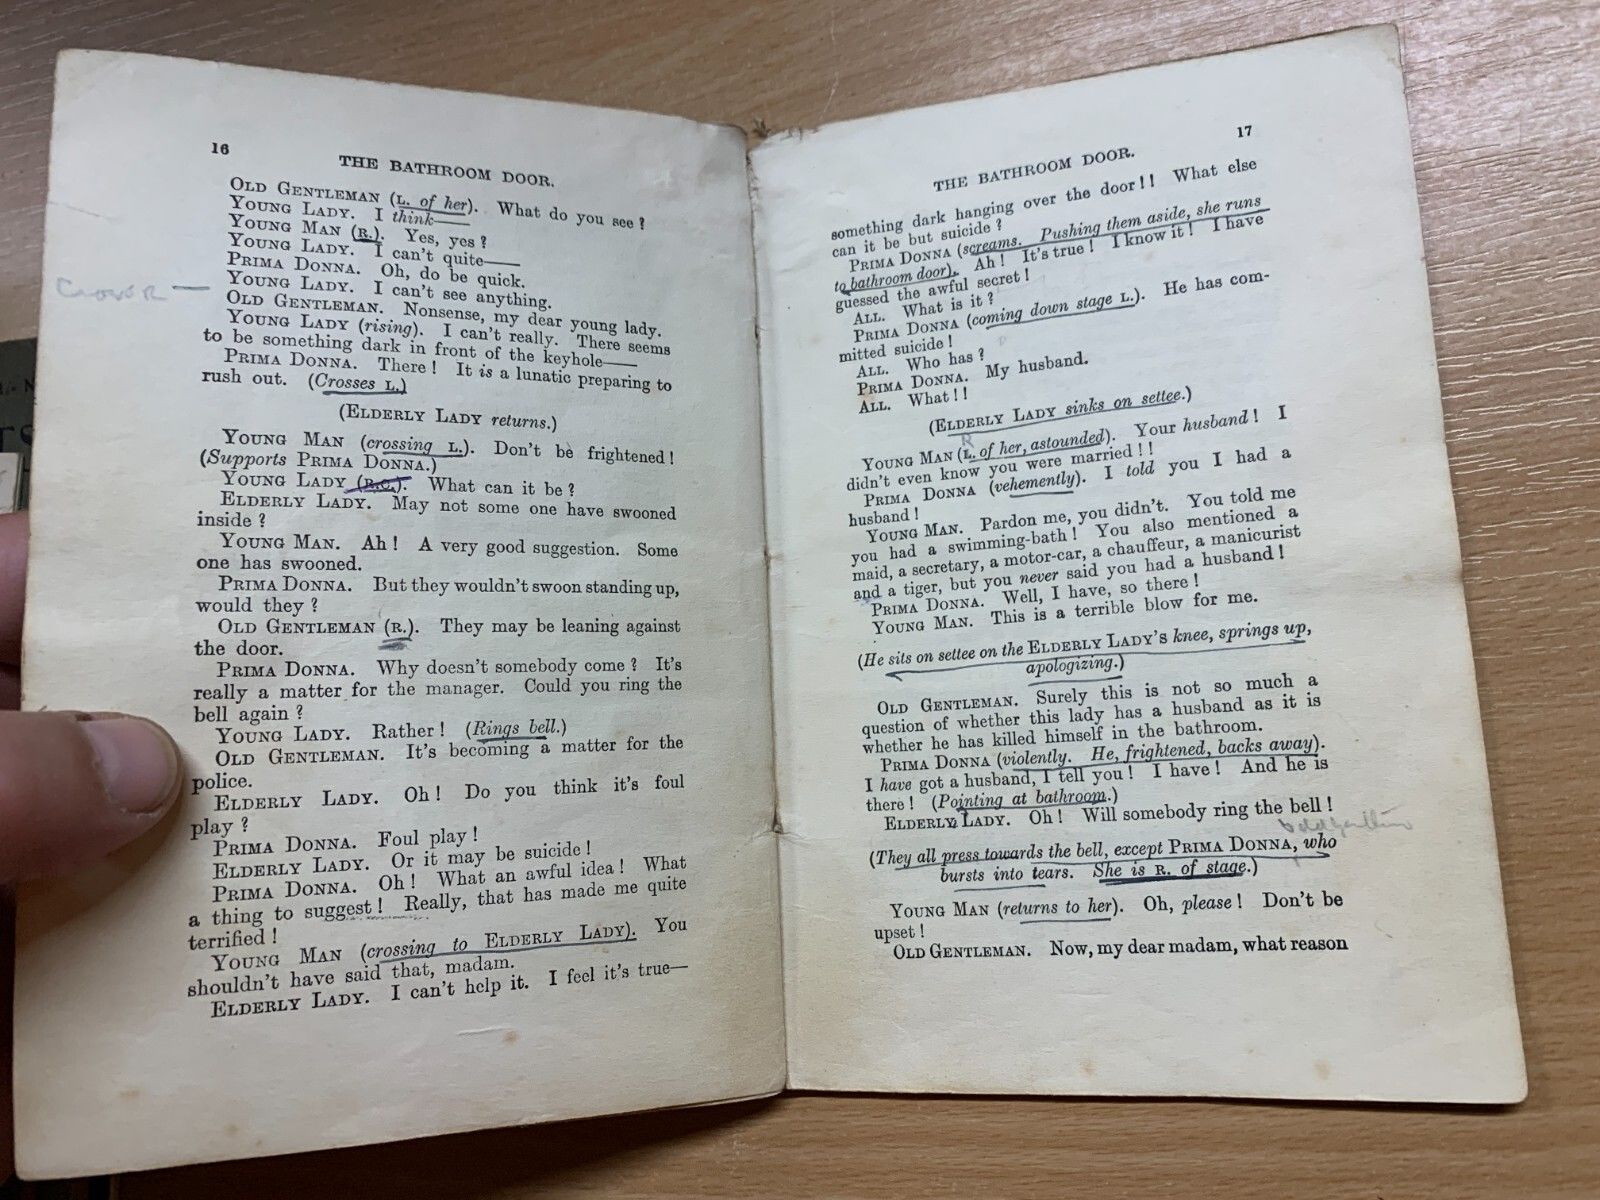 16
THE BATHROOM DOOR.
OLD GENTLEMAN (L. of her). What do you see?
YOUNG LADY. I think——
YOUNG MAN (R.). Yes, yes?
YOUNG LADY. I can't quite——
PRIMA DONNA. Oh, do be quick.
YOUNG LADY. I can't see anything.
OLD GENTLEMAN. Nonsense, my dear young lady.
YOUNG LADY (rising). I can't really. There seems
to be something dark in front of the keyhole——
PRIMA DONNA. There! It is a lunatic preparing to
rush out. (Crosses L.)
(ELDERLY LADY returns.)
YOUNG MAN (crossing L.). Don't be frightened!
(Supports PRIMA DONNA.)
YOUNG LADY (R.C.). What can it be?
ELDERLY LADY. May not some one have swooned
inside?
YOUNG MAN. Ah! A very good suggestion. Some
one has swooned.
PRIMA DONNA. But they wouldn't swoon standing up,
would they?
OLD GENTLEMAN (R.). They may be leaning against
the door.
PRIMA DONNA. Why doesn't somebody come? It's
really a matter for the manager. Could you ring the
bell again?
YOUNG LADY. Rather! (Rings bell.)
OLD GENTLEMAN. It's becoming a matter for the
police.
ELDERLY LADY. Oh! Do you think it's foul
play?
PRIMA DONNA. Foul play!
ELDERLY LADY. Or it may be suicide!
PRIMA DONNA. Oh! What an awful idea! What
a thing to suggest! Really, that has made me quite
terrified!
YOUNG MAN (crossing to ELDERLY LADY). You
shouldn't have said that, madam.
ELDERLY LADY. I can't help it. I feel it's true—
17
THE BATHROOM DOOR.
something dark hanging over the door!! What else
can it be but suicide?
PRIMA DONNA (screams. Pushing them aside, she runs
to bathroom door). Ah! It's true! I know it! I have
guessed the awful secret!
ALL. What is it?
PRIMA DONNA (coming down stage L.). He has com-
mitted suicide!
ALL. Who has?
PRIMA DONNA. My husband.
ALL. What!!
(ELDERLY LADY sinks on settee.)
R
YOUNG MAN (L. of her, astounded). Your husband! I
didn't even know you were married!!
PRIMA DONNA (vehemently). I told you I had a
husband!
YOUNG MAN. Pardon me, you didn't. You told me
you had a swimming-bath! You also mentioned a
maid, a secretary, a motor-car, a chauffeur, a manicurist
and a tiger, but you never said you had a husband!
PRIMA DONNA. Well, I have, so there!
YOUNG MAN. This is a terrible blow for me.
(He sits on settee on the ELDERLY LADY'S knee, springs up,
apologizing.)
OLD GENTLEMAN. Surely this is not so much a
question of whether this lady has a husband as it is
whether he has killed himself in the bathroom.
PRIMA DONNA (violently. He, frightened, backs away).
I have got a husband, I tell you! I have! And he is
there! (Pointing at bathroom.)
ELDERLY LADY. Oh! Will somebody ring the bell!
(They all press towards the bell, except PRIMA DONNA, who
bursts into tears. She is R. of stage.)
YOUNG MAN (returns to her). Oh, please! Don't be
upset!
OLD GENTLEMAN. Now, my dear madam, what reason